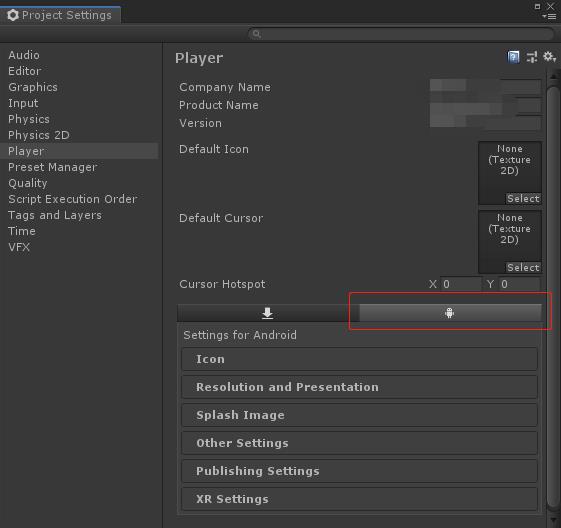 Project Settings
Audio
Editor
Graphics
Input
Physics
Physics 2D
Player
Preset Manager
Quality
Script Execution Order
Tags and Layers
Time
VFX
Player
Company Name
Product Name
Version
Default Icon
None
(Texture
2D)
Select
Default Cursor
None
(Texture
2D)
Select
Cursor Hotspot X 0 Y 0
Settings for Android
Icon
Resolution and Presentation
Splash Image
Other Settings
Publishing Settings
XR Settings